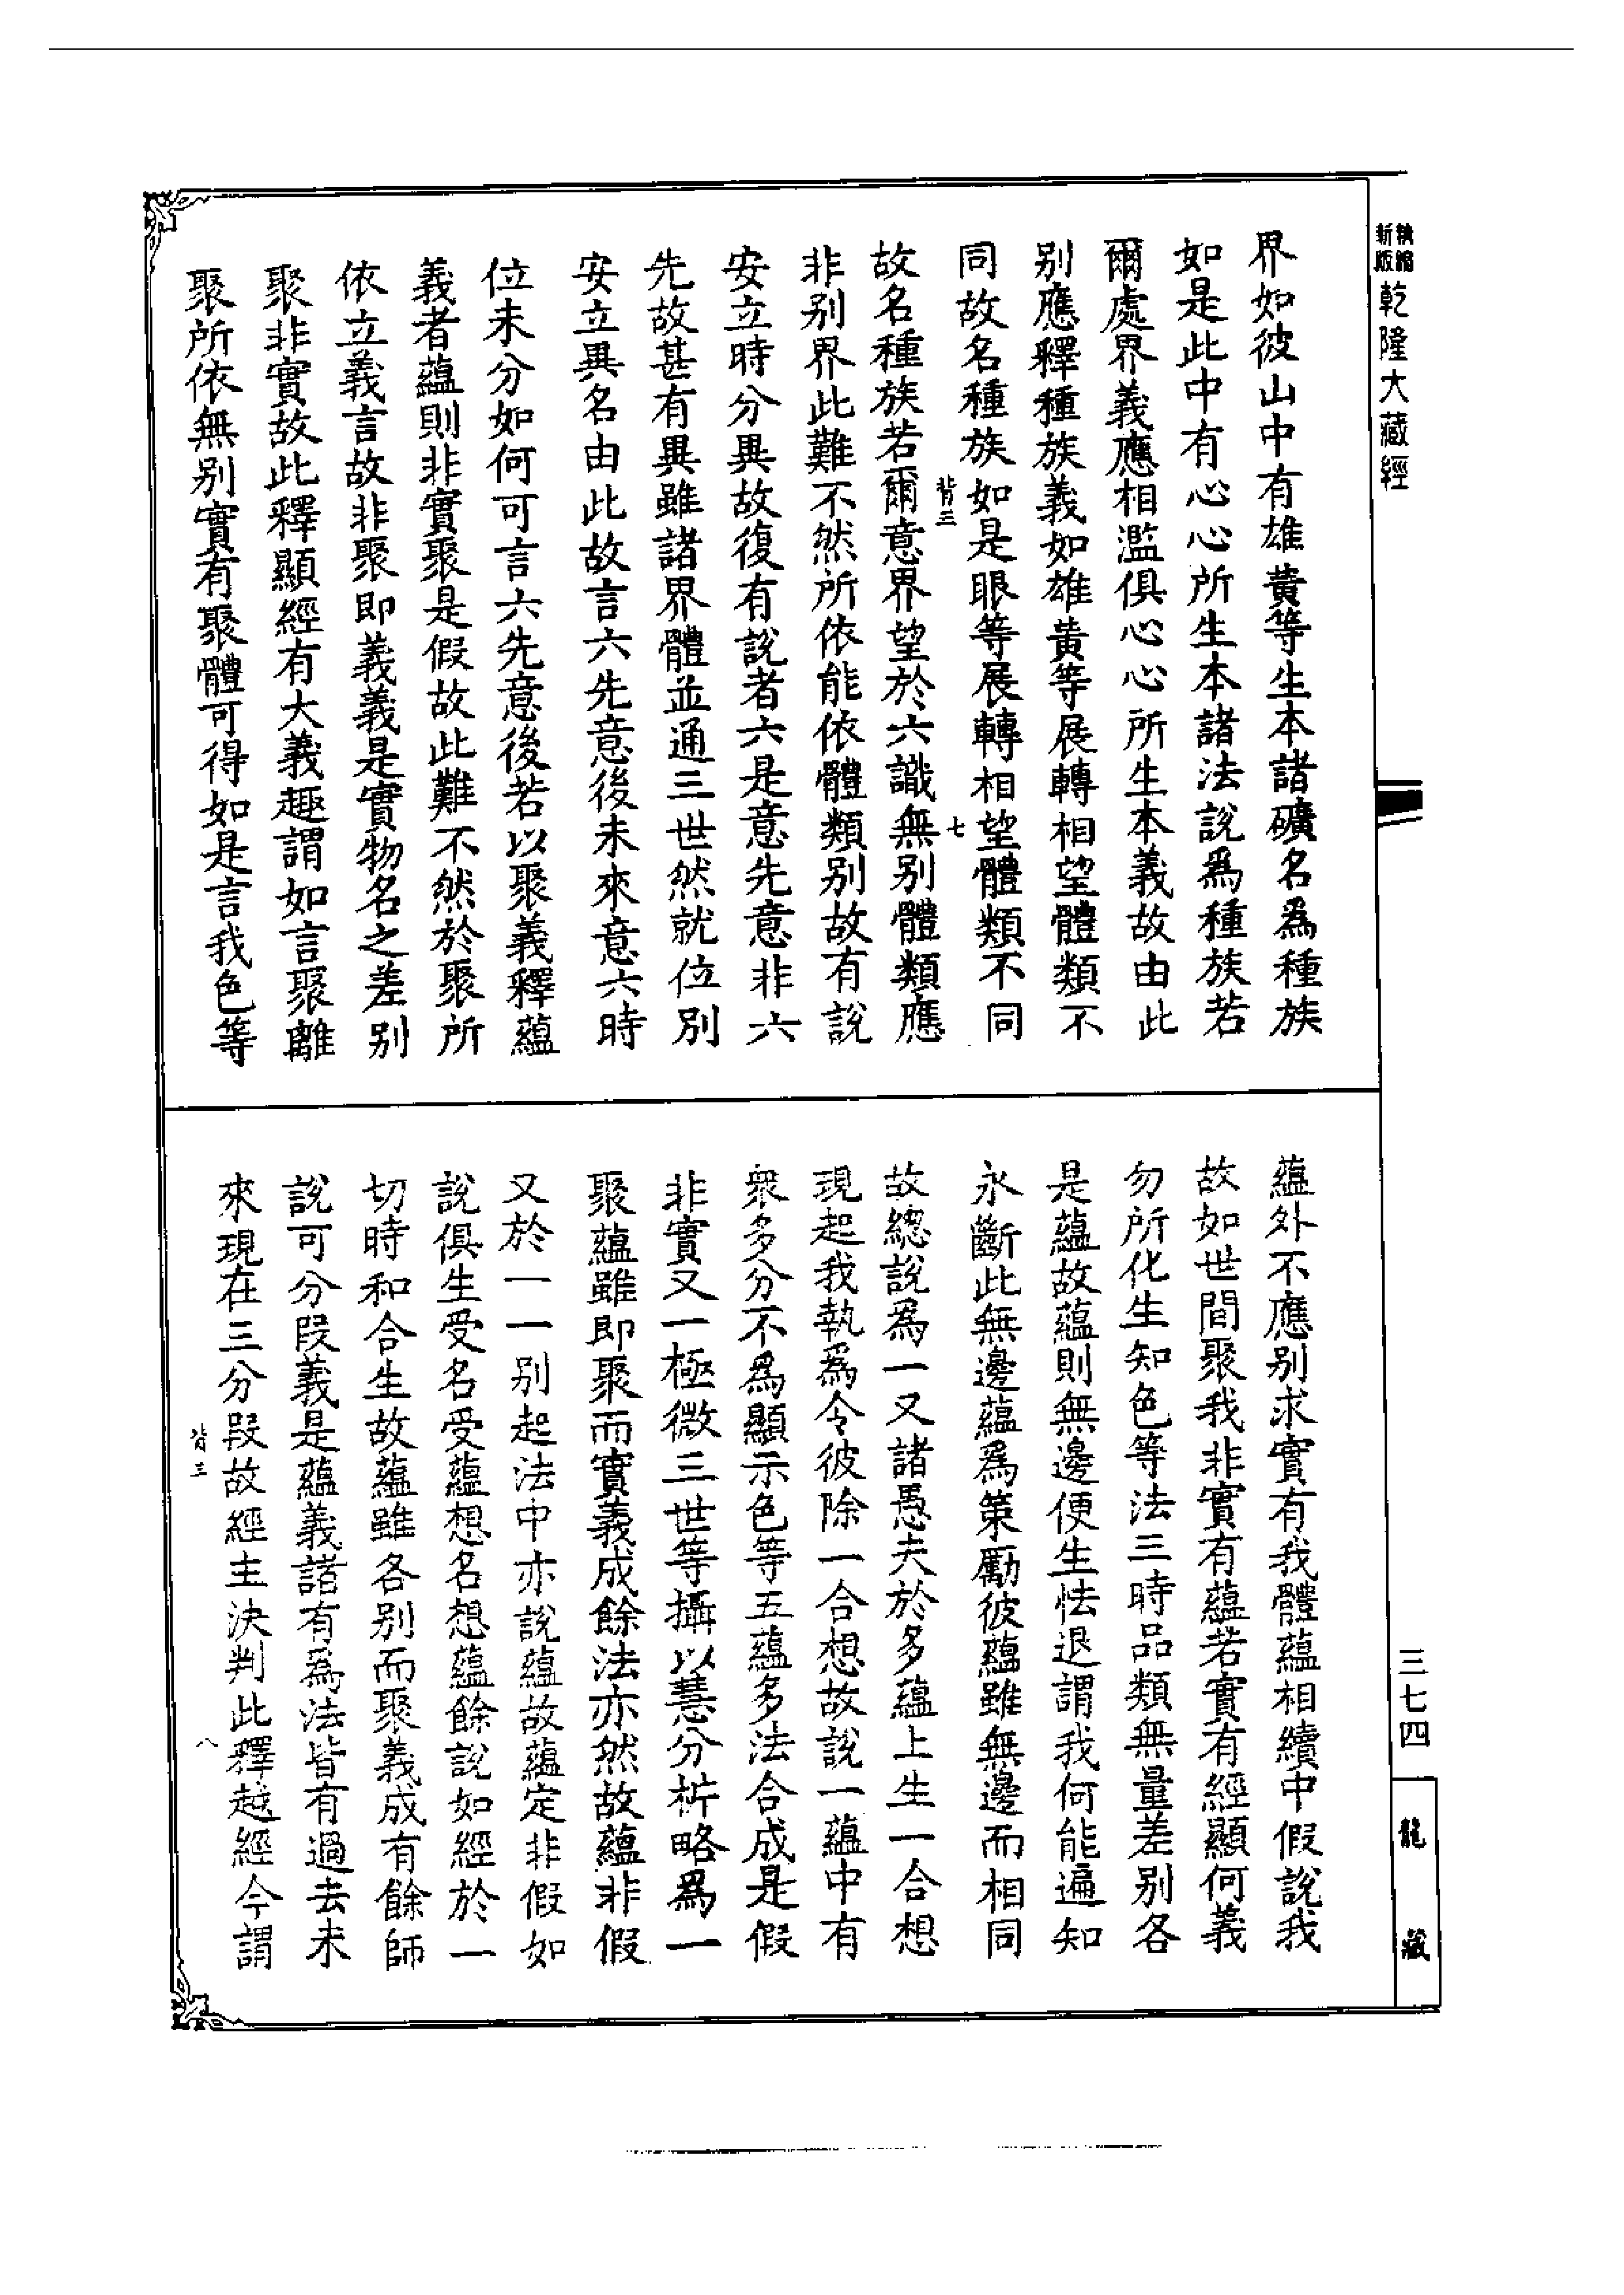 精縮新版乾隆大藏經
界如彼山中有雄黃等生本諸礦名爲種族
如是此中有心心所生本諸法說爲種族若
爾處界義應相濫俱心心所生本義故由此
別應釋種族義如雄黃等展轉相望體類不
同故名種族如是眼等展轉相望體類不同
背三
七
故名種族若爾意界望於六識無別體類應
非別界此難不然所依能依體類別故有說
安立時分異故復有說者六是意先意非六
先故甚有異雖諸界體並通三世然就位別
安立異名由此故言六先意後未來意六時
位未分如何可言六先意後若以聚義釋蘊
義者蘊則非實聚是假故此難不然於聚所
依立義言故非聚即義義是實物名之差別
聚非實故此釋顯經有大義趣謂如言聚離
聚所依無別實有聚體可得如是言我色等
蘊外不應別求實有我體蘊相續中假說我
故如世間聚我非實有蘊若實有經顯何義
勿所化生知色等法三時品類無量差別各
是蘊故蘊則無邊便生怯退謂我何能遍知
永斷此無邊蘊爲策勵彼蘊雖無邊而相同
故總說爲一又諸愚夫於多蘊上生一合想
現起我執爲令彼除一合想故說一蘊中有
衆多分不爲顯示色等五蘊多法合成是假
非實又一極微三世等攝以慧分析略爲一
聚蘊雖即聚而實義成餘法亦然故蘊非假
又於一一別起法中亦說蘊故蘊定非假如
說俱生受名受蘊想名想蘊餘說如經於一
切時和合生故蘊雖各別而聚義成有餘師
說可分段義是蘊義諸有爲法皆有過去未
來現在三分段故經主決判此釋越經今謂
背三
八
三七四
龍藏